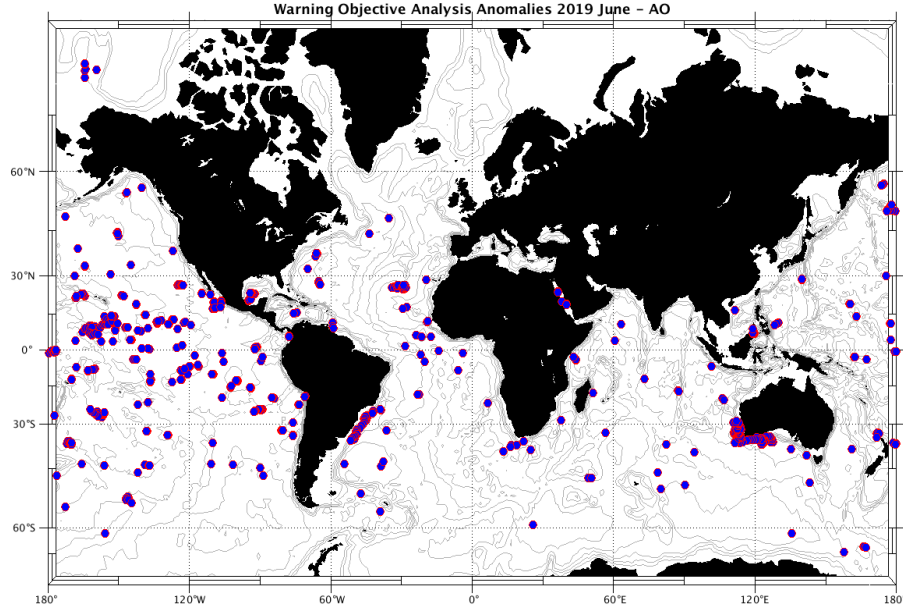 Warning Objective Analysis Anomalies 2019 June – AO
60°N
30°N
0°
30°S
60°S
180°W 120°W 60°W 0° 60°E 120°E 180